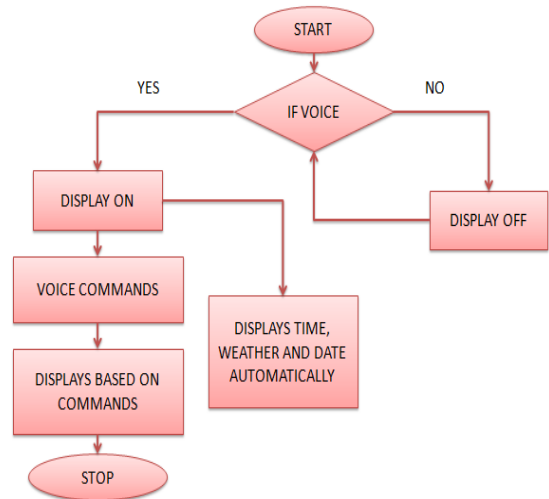 START
YES
IF VOICE
NO
DISPLAY ON
DISPLAY OFF
VOICE COMMANDS
DISPLAYS TIME,
WEATHER AND DATE
AUTOMATICALLY
DISPLAYS BASED ON
COMMANDS
STOP